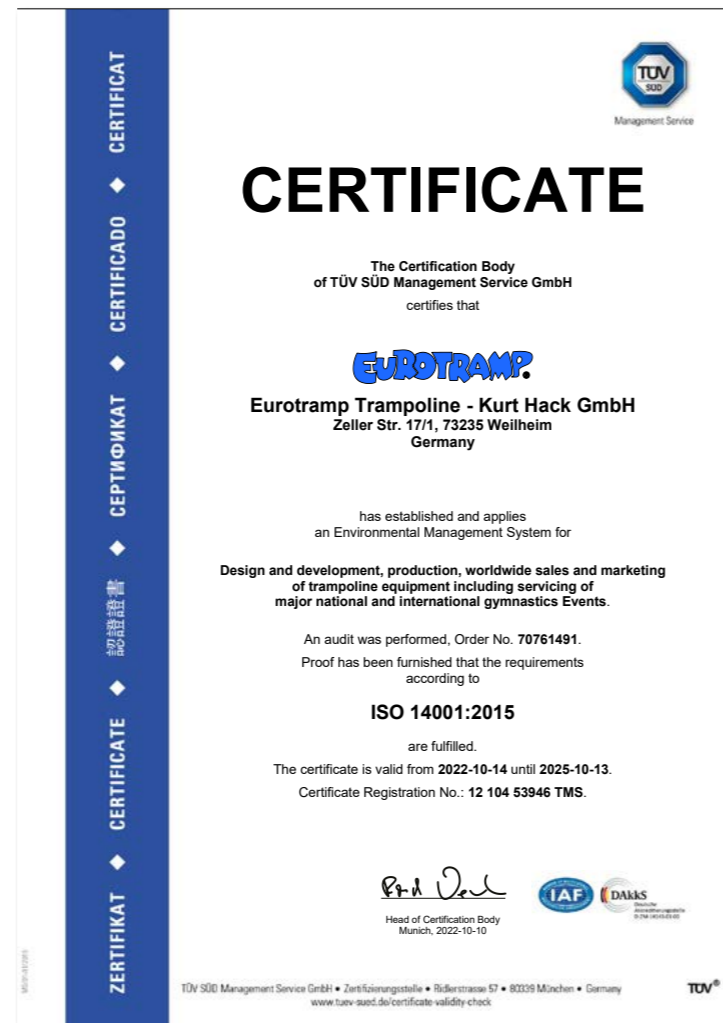 TÜV
SÜD
Management Service
CERTIFICATE
The Certification Body
of TÜV SÜD Management Service GmbH
certifies that
EUROTRAMP
Eurotramp Trampoline - Kurt Hack GmbH
Zeller Str. 17/1, 73235 Weilheim
Germany
has established and applies
an Environmental Management System for
Design and development, production, worldwide sales and marketing
of trampoline equipment including servicing of
major national and international gymnastics Events.
An audit was performed, Order No. 70761491.
Proof has been furnished that the requirements
according to
ISO 14001:2015
are fulfilled.
The certificate is valid from 2022-10-14 until 2025-10-13.
Certificate Registration No.: 12 104 53946 TMS.
Head of Certification Body
Munich, 2022-10-10
IAF
DAkkS
Deutsche
Akkreditierungsstelle
ZERTIFIKAT ◆ CERTIFICATE ◆ 認證證書 ◆ СЕРТИФИКАТ ◆ CERTIFICADO ◆ CERTIFICAT
TÜV SÜD Management Service GmbH • Zertifizierungsstelle • Ridlerstrasse 57 • 80339 München • Germany
www.tuev-sued.de/certificate-validity-check
TÜV®